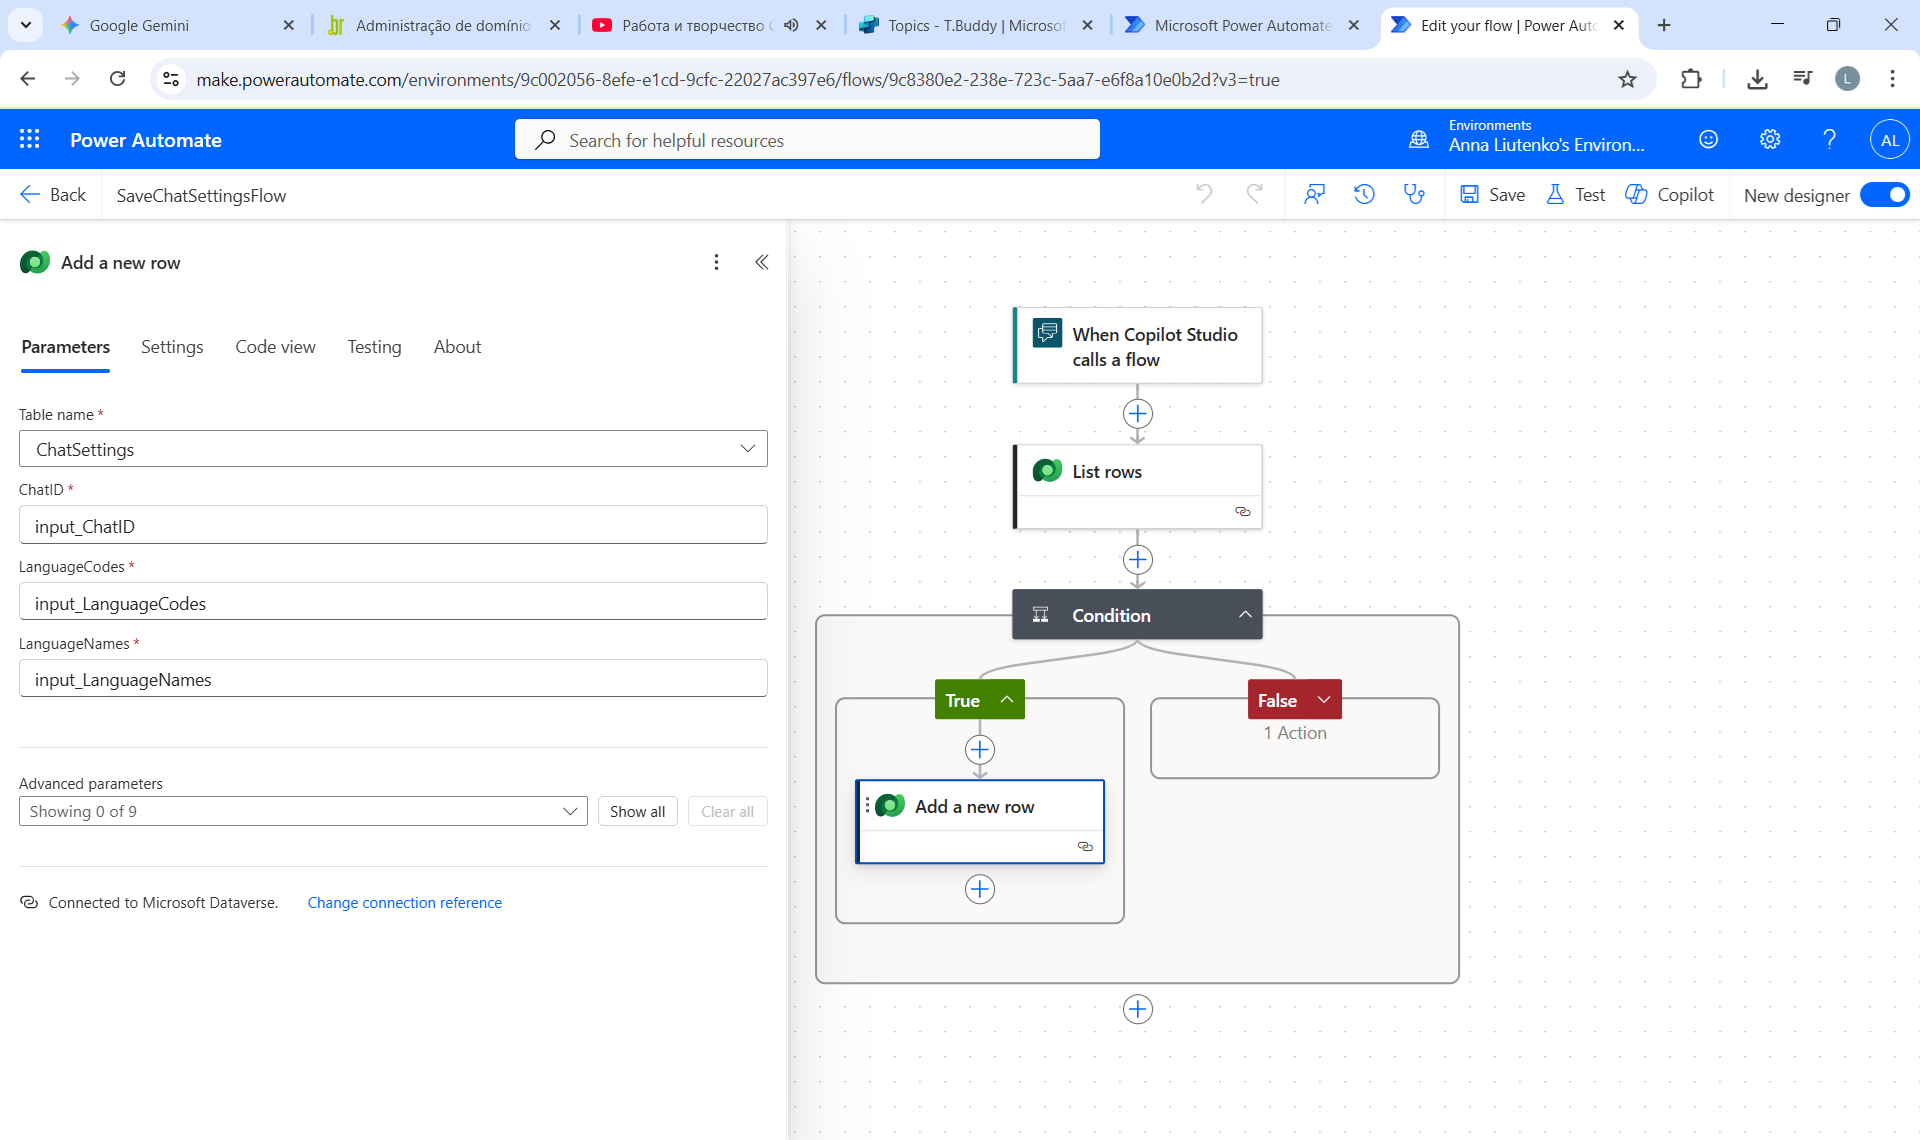 Google Gemini
Administração de domínio
Работа и творчество С
Topics - T.Buddy | Microsof
Microsoft Power Automate
Edit your flow | Power Auto
make.powerautomate.com/environments/9c002056-8efe-e1cd-9cfc-22027ac397e6/flows/9c8380e2-238e-723c-5aa7-e6f8a10e0b2d?v3=true
L
Power Automate
Search for helpful resources
Environments
Anna Liutenko's Environ...
AL
Back
SaveChatSettingsFlow
Save
Test
Copilot
New designer
Add a new row
Parameters
Settings
Code view
Testing
About
Table name *
ChatSettings
ChatID *
input_ChatID
LanguageCodes *
input_LanguageCodes
LanguageNames *
input_LanguageNames
Advanced parameters
Showing 0 of 9
Show all
Clear all
Connected to Microsoft Dataverse.
Change connection reference
When Copilot Studio
calls a flow
List rows
Condition
True
False
1 Action
Add a new row